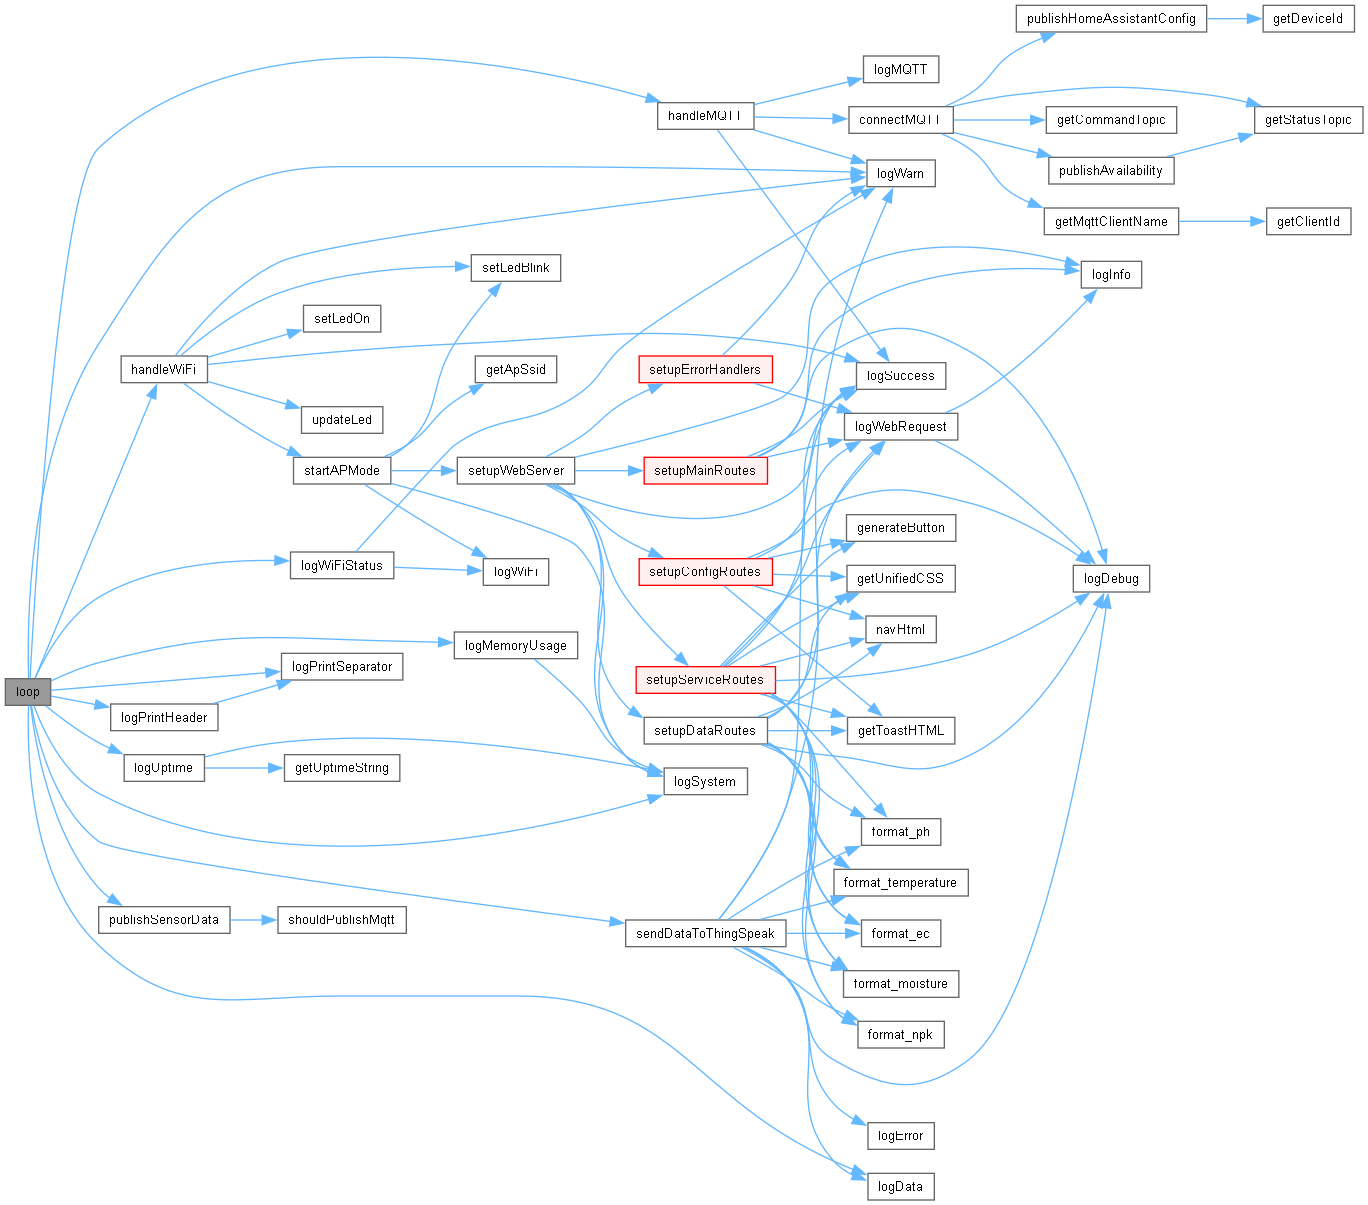 publishHomeAssistantConfig
getDeviceId
logMQTT
handleMQTT
connectMQTT
getCommandTopic
getStatusTopic
publishAvailability
logWarn
getMqttClientName
getClientId
setLedBlink
logInfo
setLedOn
handleWiFi
getApSsid
setupErrorHandlers
logSuccess
updateLed
logWebRequest
startAPMode
setupWebServer
setupMainRoutes
generateButton
logWiFiStatus
logWiFi
setupConfigRoutes
getUnifiedCSS
logDebug
navHtml
logMemoryUsage
logPrintSeparator
setupServiceRoutes
loop
logPrintHeader
setupDataRoutes
getToastHTML
logUptime
getUptimeString
logSystem
format_ph
format_temperature
publishSensorData
shouldPublishMqtt
sendDataToThingSpeak
format_ec
format_moisture
format_npk
logError
logData